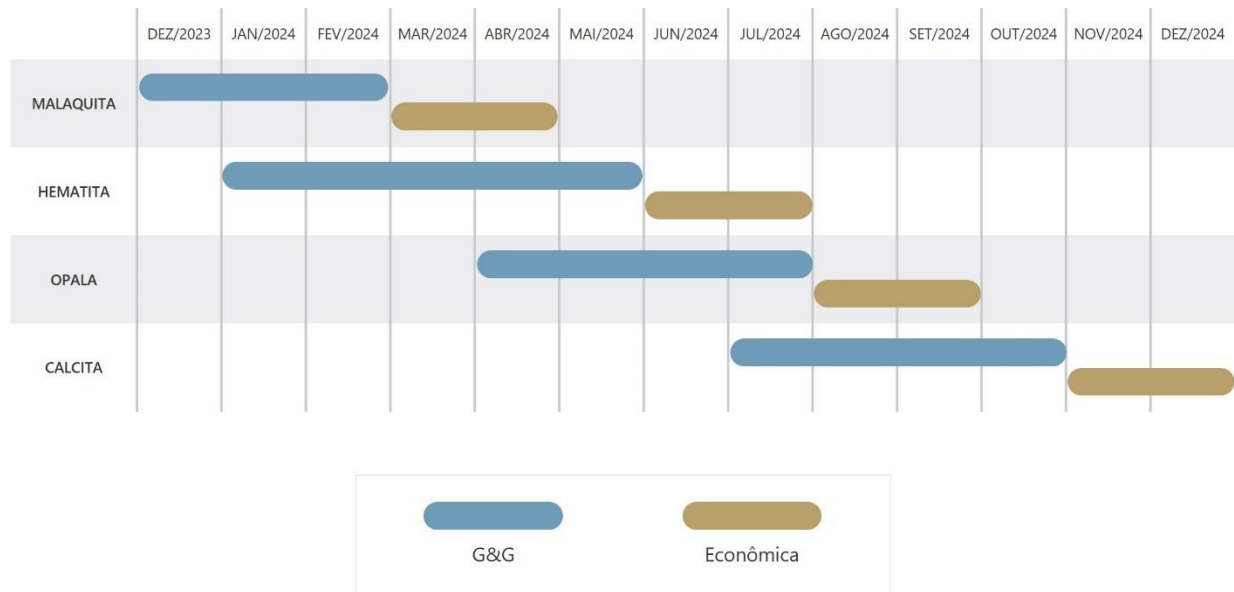 DEZ/2023 JAN/2024 FEV/2024 MAR/2024 ABR/2024 MAI/2024 JUN/2024 JUL/2024 AGO/2024 SET/2024 OUT/2024 NOV/2024 DEZ/2024
MALAQUITA
HEMATITA
OPALA
CALCITA
G&G Econômica